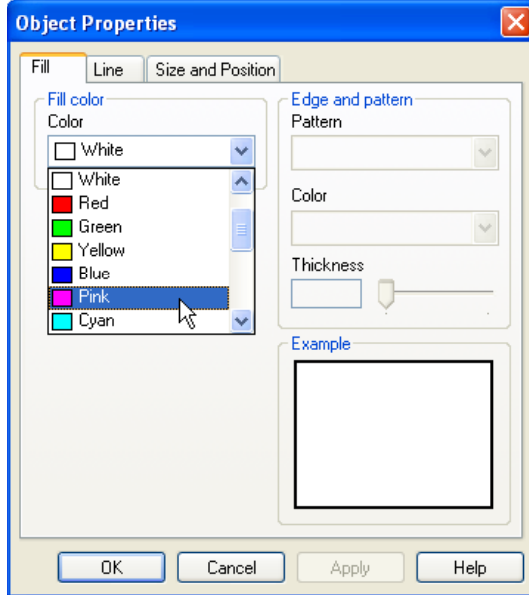 Object Properties
Fill
Line
Size and Position
Fill color
Color
White
White
Red
Green
Yellow
Blue
Pink
Cyan
Edge and pattern
Pattern
Color
Thickness
Example
OK
Cancel
Apply
Help